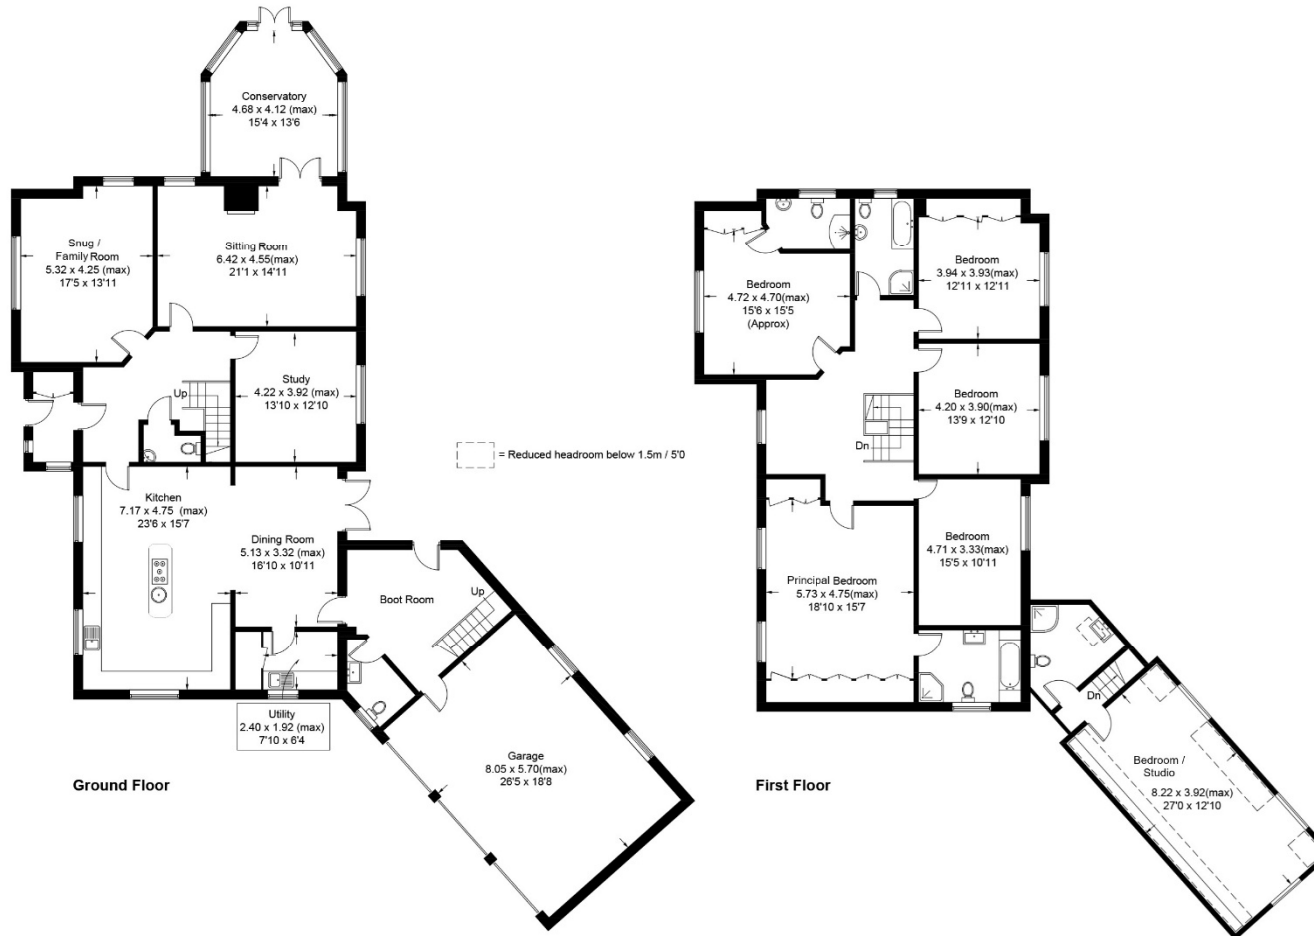 Conservatory
4.68 x 4.12 (max)
15'4 x 13'6
Snug /
Family Room
5.32 x 4.25 (max)
17'5 x 13'11
Sitting Room
6.42 x 4.55(max)
21'1 x 14'11
Study
4.22 x 3.92 (max)
13'10 x 12'10
Up
Kitchen
7.17 x 4.75 (max)
23'6 x 15'7
Dining Room
5.13 x 3.32 (max)
16'10 x 10'11
Boot Room
Up
Utility
2.40 x 1.92 (max)
7'10 x 6'4
Garage
8.05 x 5.70(max)
26'5 x 18'8
Ground Floor
= Reduced headroom below 1.5m / 5'0
Bedroom
4.72 x 4.70(max)
15'6 x 15'5
(Approx)
Bedroom
3.94 x 3.93(max)
12'11 x 12'11
Bedroom
4.20 x 3.90(max)
13'9 x 12'10
Dn
Bedroom
4.71 x 3.33(max)
15'5 x 10'11
Principal Bedroom
5.73 x 4.75(max)
18'10 x 15'7
Dn
Bedroom /
Studio
8.22 x 3.92(max)
27'0 x 12'10
First Floor